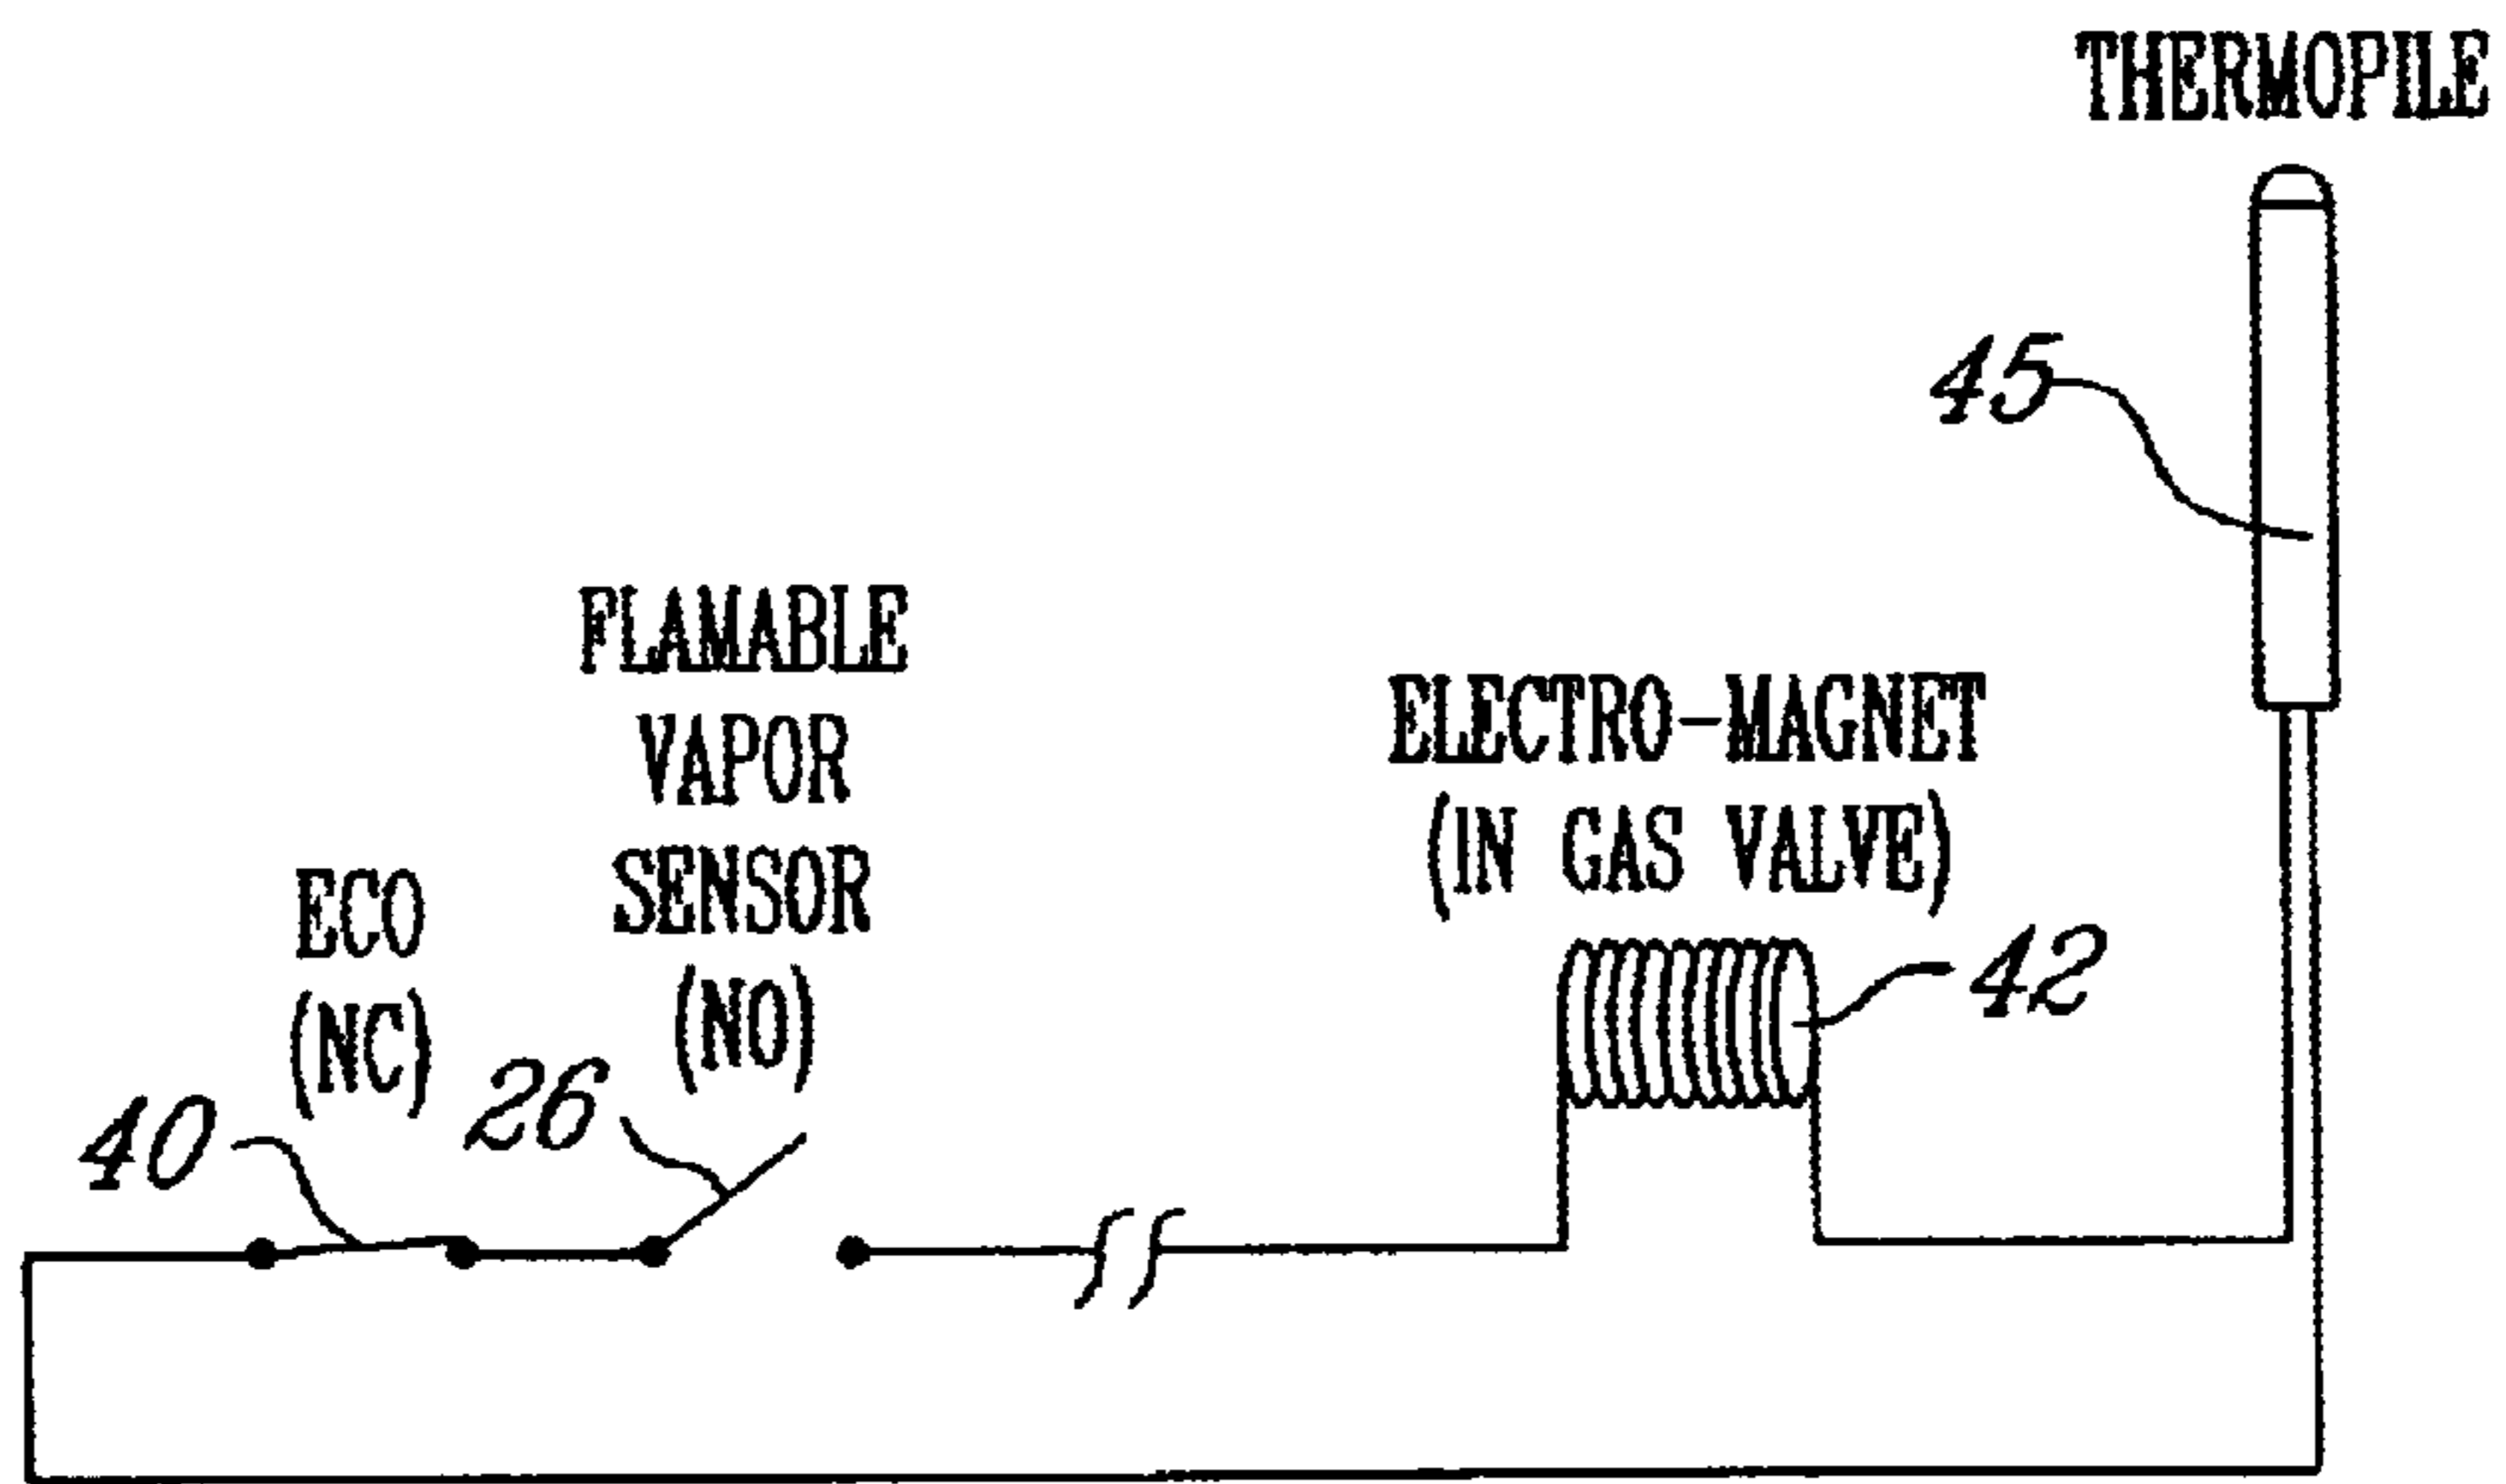 THERMOPILE
45
FLAMABLE
VAPOR
SENSOR
(NO)
ELECTRO-MAGNET
(IN GAS VALVE)
42
ECO
(NC)
26
40